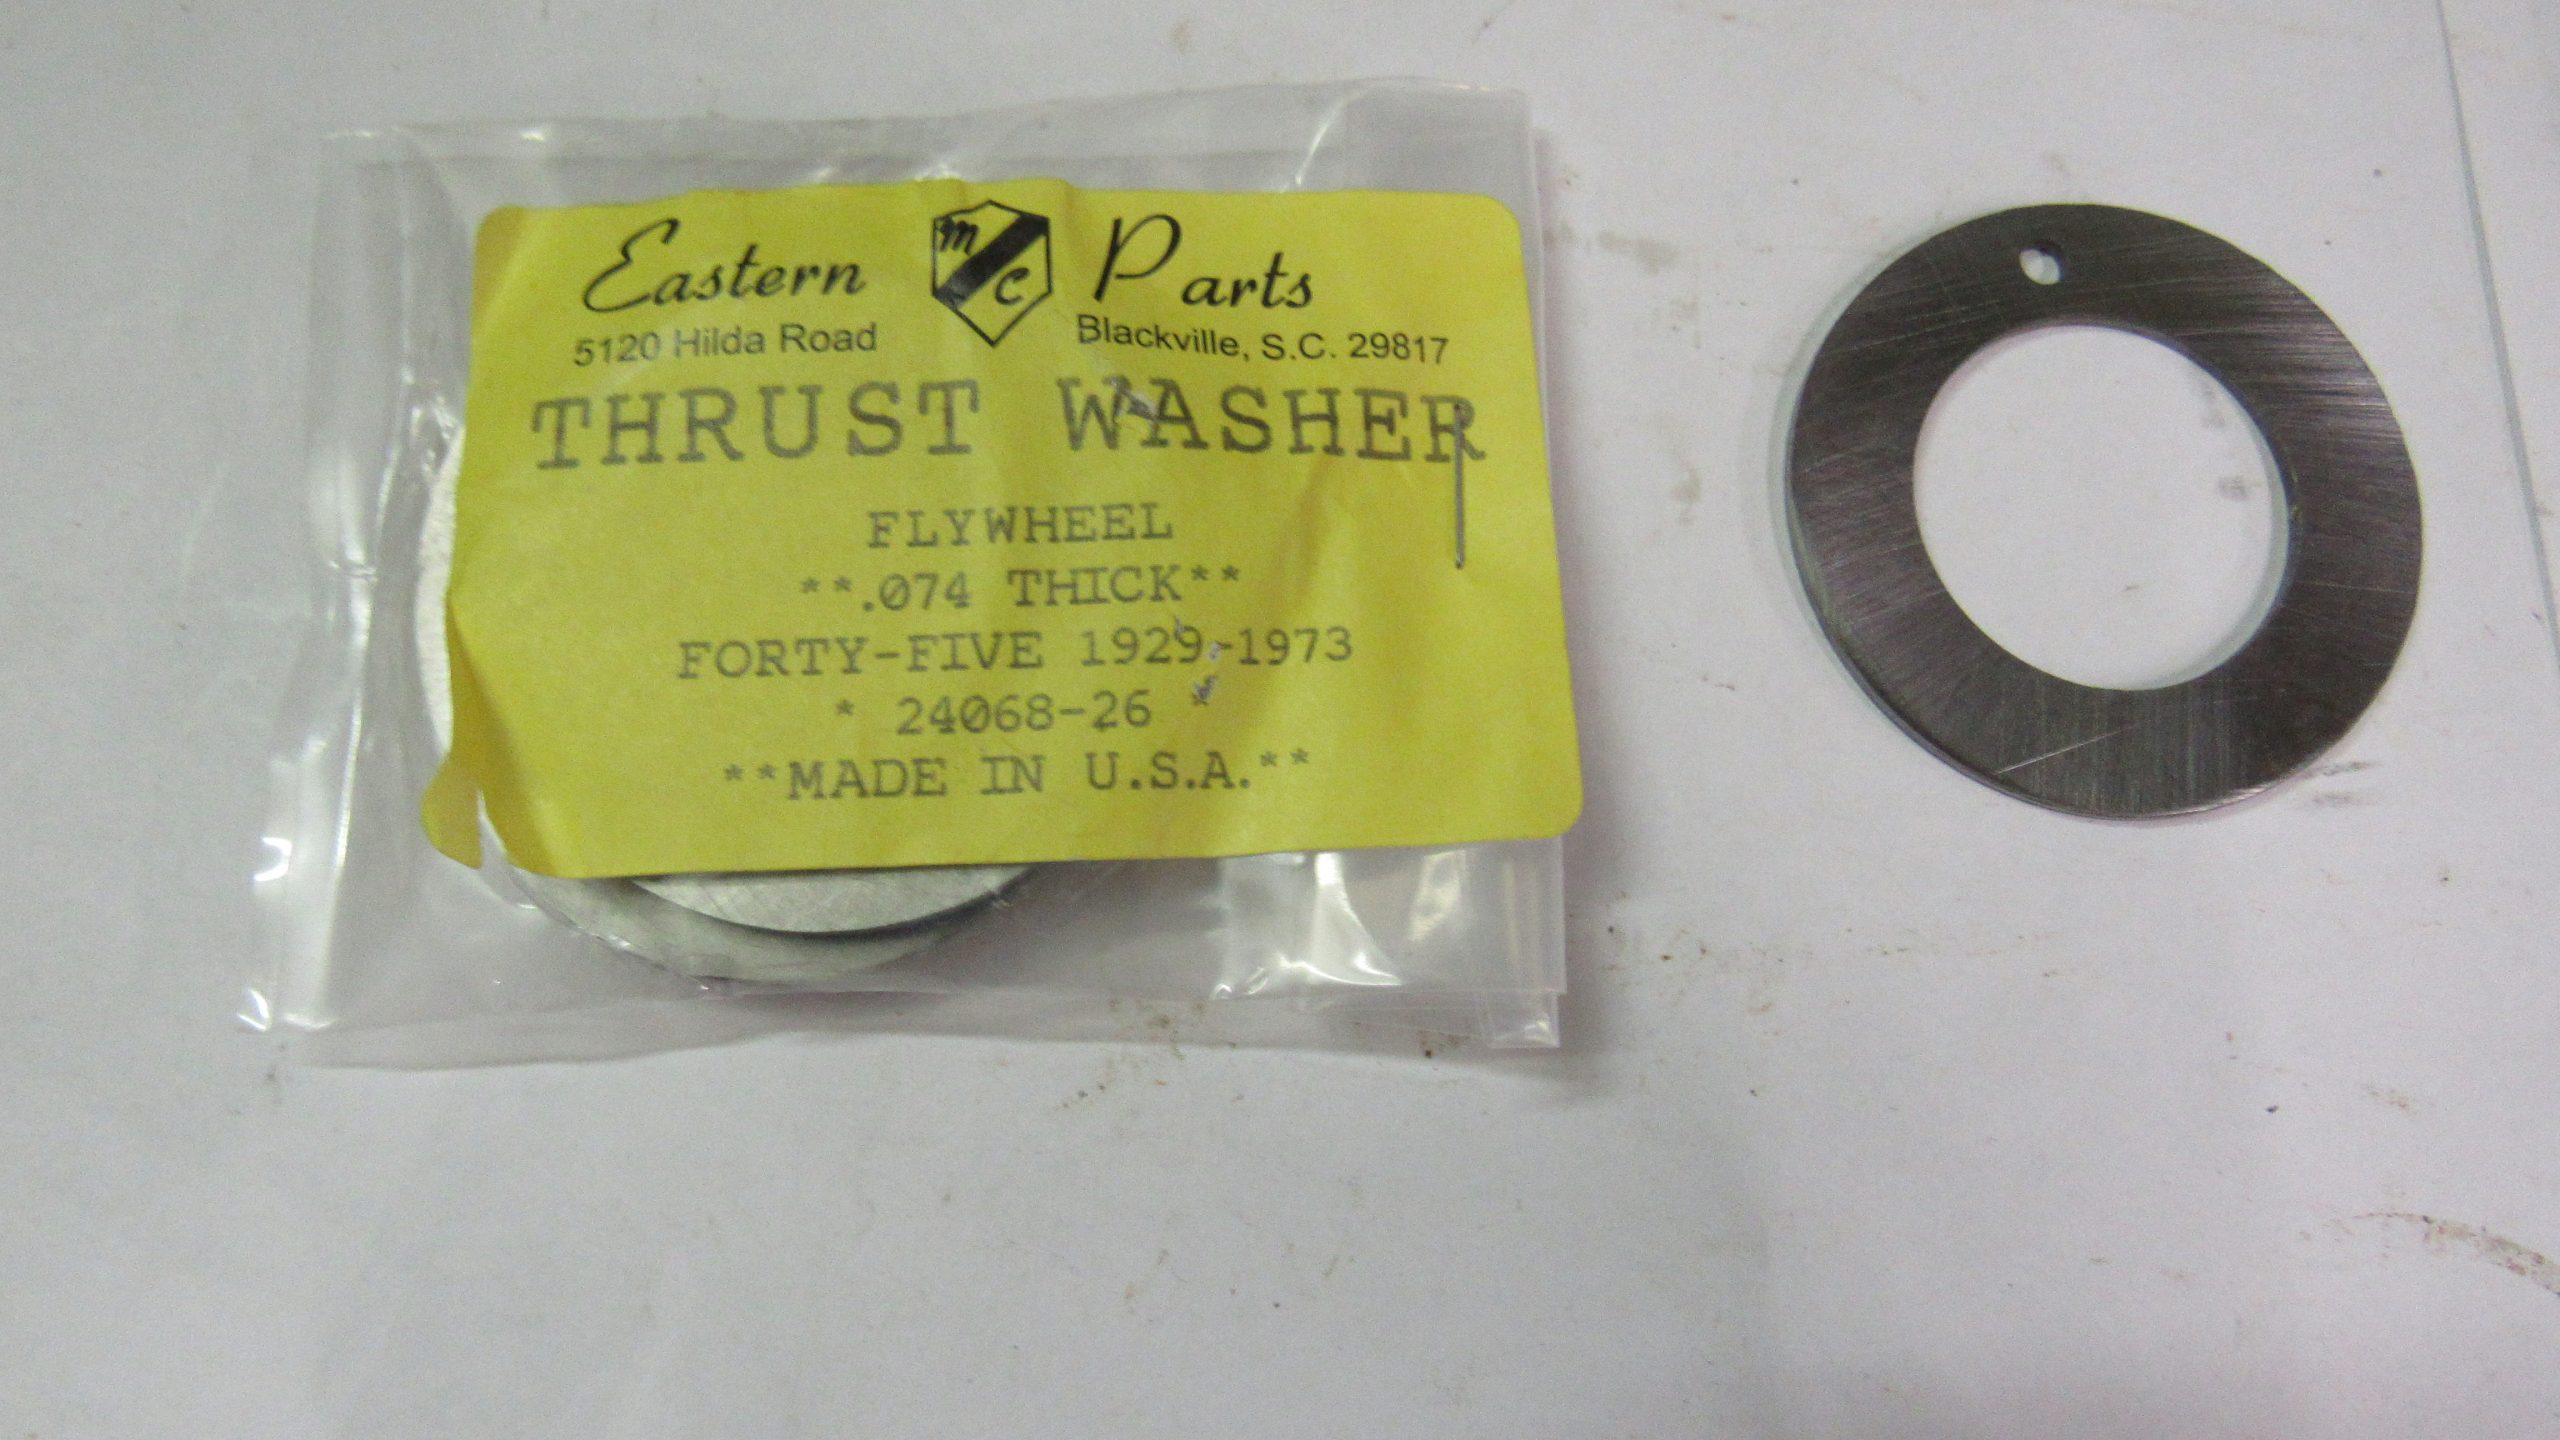 Eastern M C Parts
5120 Hilda Road Blackville, S.C. 29817
THRUST WASHER
FLYWHEEL
**.074 THICK**
FORTY-FIVE 1929-1973
* 24068-26 *
**MADE IN U.S.A.**